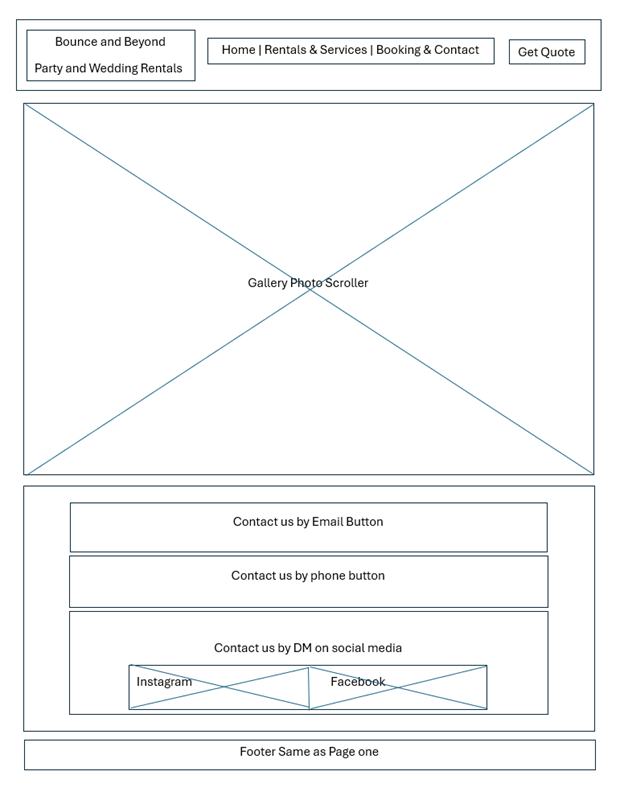 Bounce and Beyond
Party and Wedding Rentals
Home | Rentals & Services | Booking & Contact
Get Quote
Gallery Photo Scroller
Contact us by Email Button
Contact us by phone button
Contact us by DM on social media
Instagram
Facebook
Footer Same as Page one